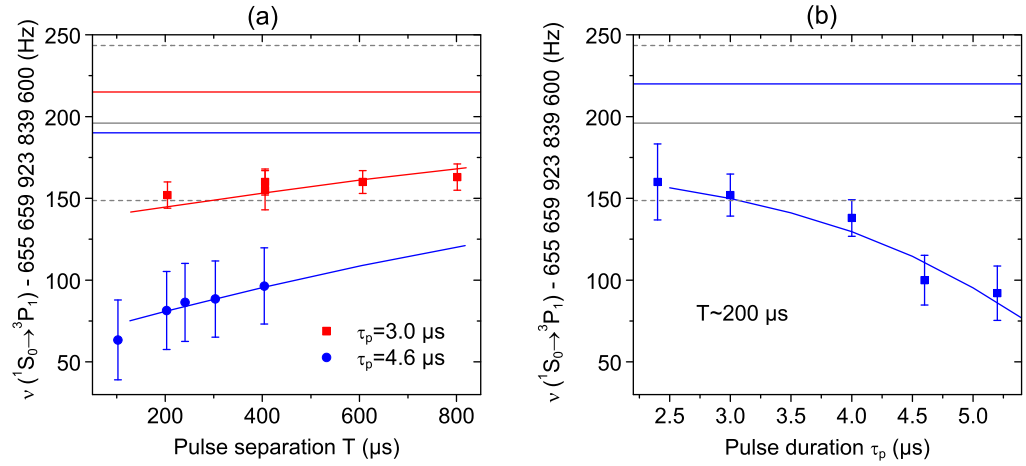 (a)
ν (¹S₀→³P₁) - 655 659 923 839 600 (Hz)
250
200
150
100
50
200
400
600
800
τₚ=3.0 µs
τₚ=4.6 µs
Pulse separation T (µs)
(b)
ν (¹S₀→³P₁) - 655 659 923 839 600 (Hz)
250
200
150
100
50
2.5
3.0
3.5
4.0
4.5
5.0
T~200 µs
Pulse duration τₚ (µs)